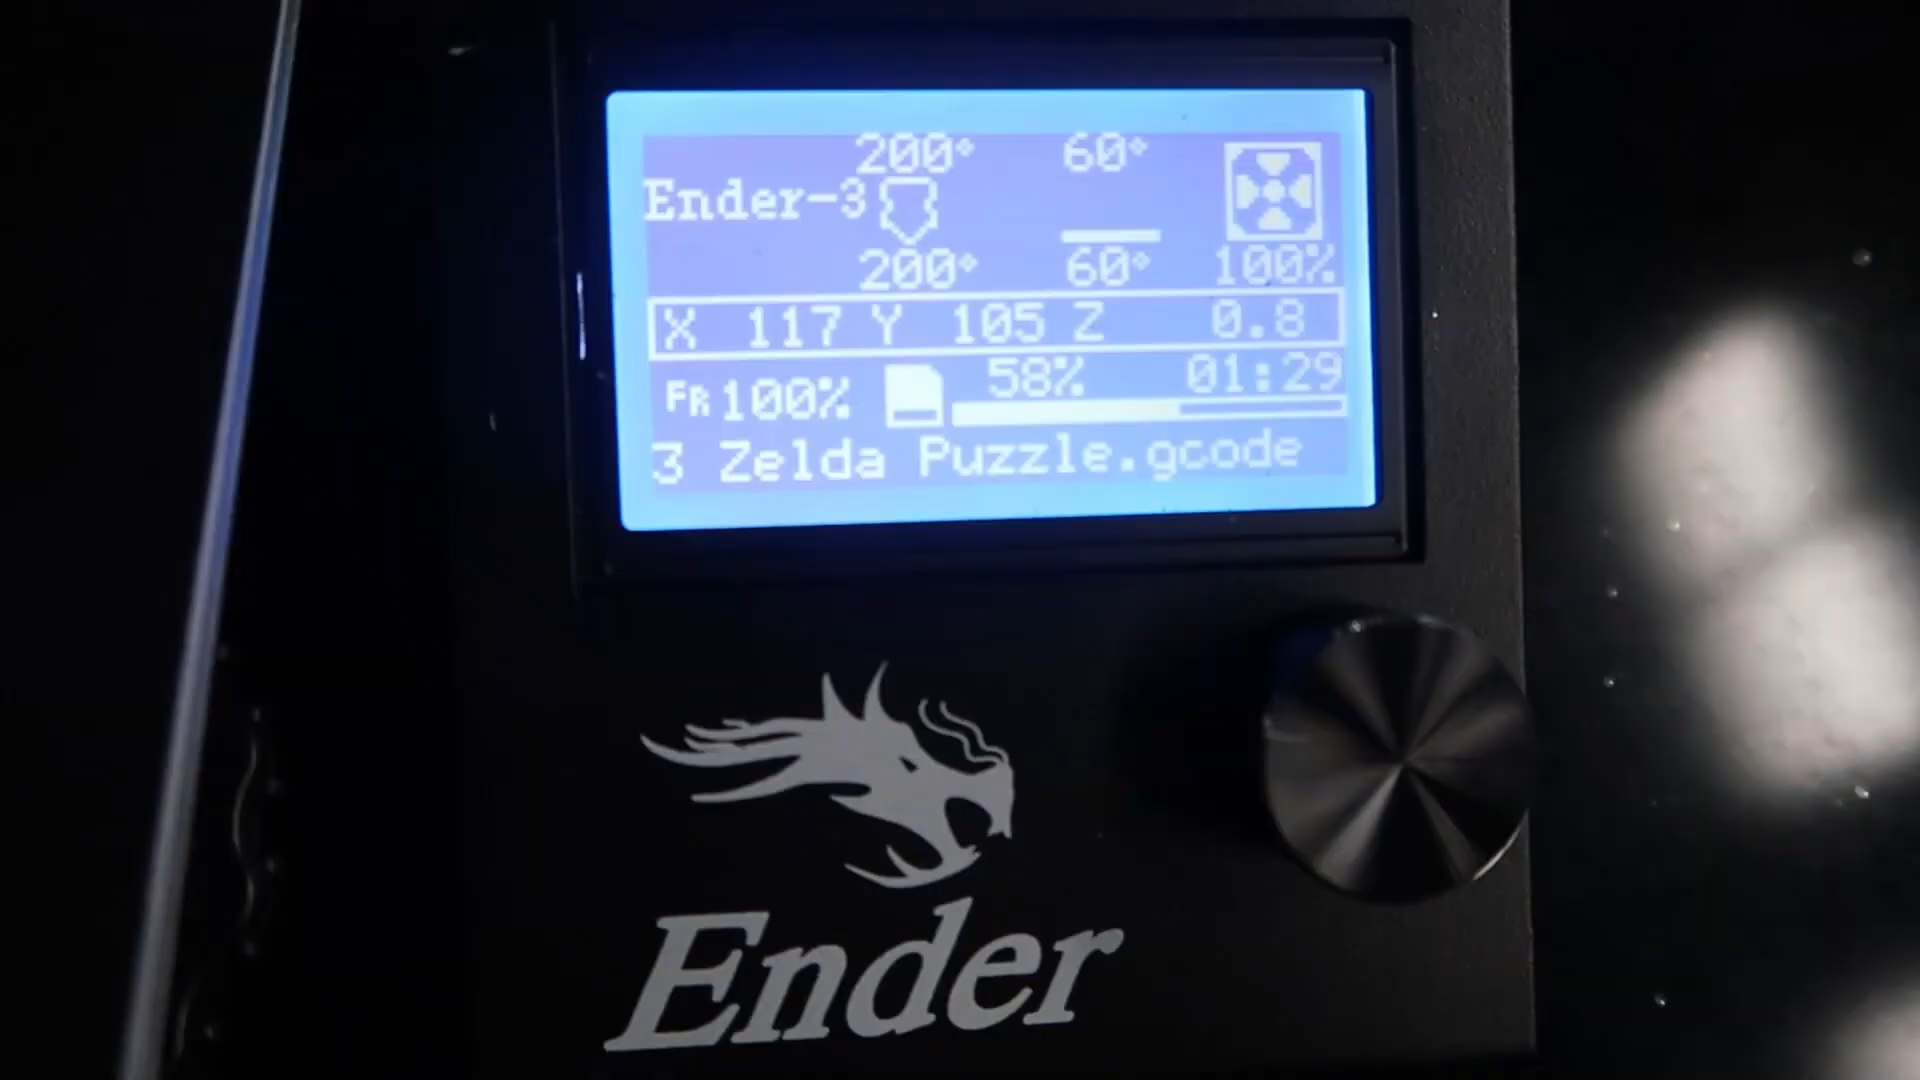 200° 60°
Ender-3
200° 60° 100%
X 117 Y 105 Z 0.8
FR 100% 58% 01:29
3 Zelda Puzzle.gcode
Ender